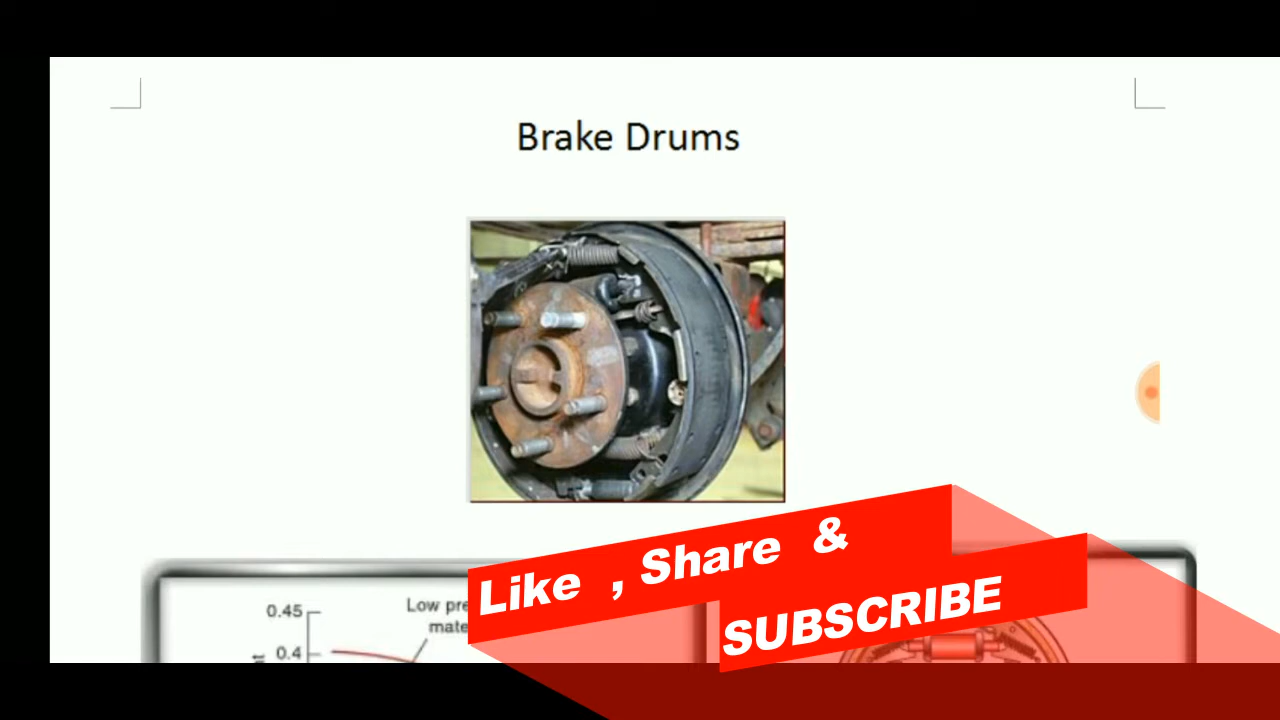 Brake Drums
Like , Share &
SUBSCRIBE
0.45
Low pre
mate
0.4